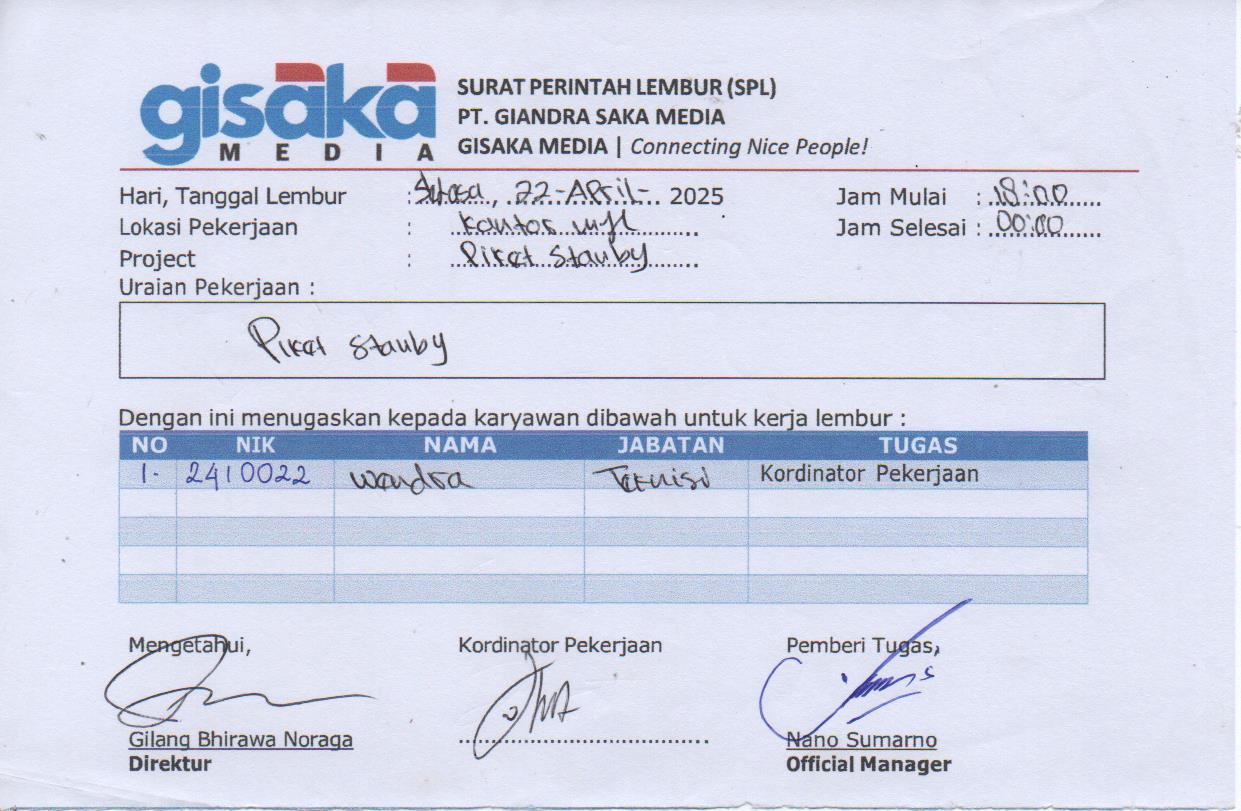 gisaka
MEDIA
SURAT PERINTAH LEMBUR (SPL)
PT. GIANDRA SAKA MEDIA
GISAKA MEDIA | Connecting Nice People!
Hari, Tanggal Lembur : Selasa, 22-April- 2025 Jam Mulai : 18:00
Lokasi Pekerjaan : Kantor Jam Selesai : 00:00
Project : Piket Standby
Uraian Pekerjaan :
Piket Standby
Dengan ini menugaskan kepada karyawan dibawah untuk kerja lembur :
NO NIK NAMA JABATAN TUGAS
1. 2410022 Wandra Teknisi Kordinator Pekerjaan
Mengetahui, Kordinator Pekerjaan Pemberi Tugas,
Gilang Bhirawa Noraga Nano Sumarno
Direktur Official Manager